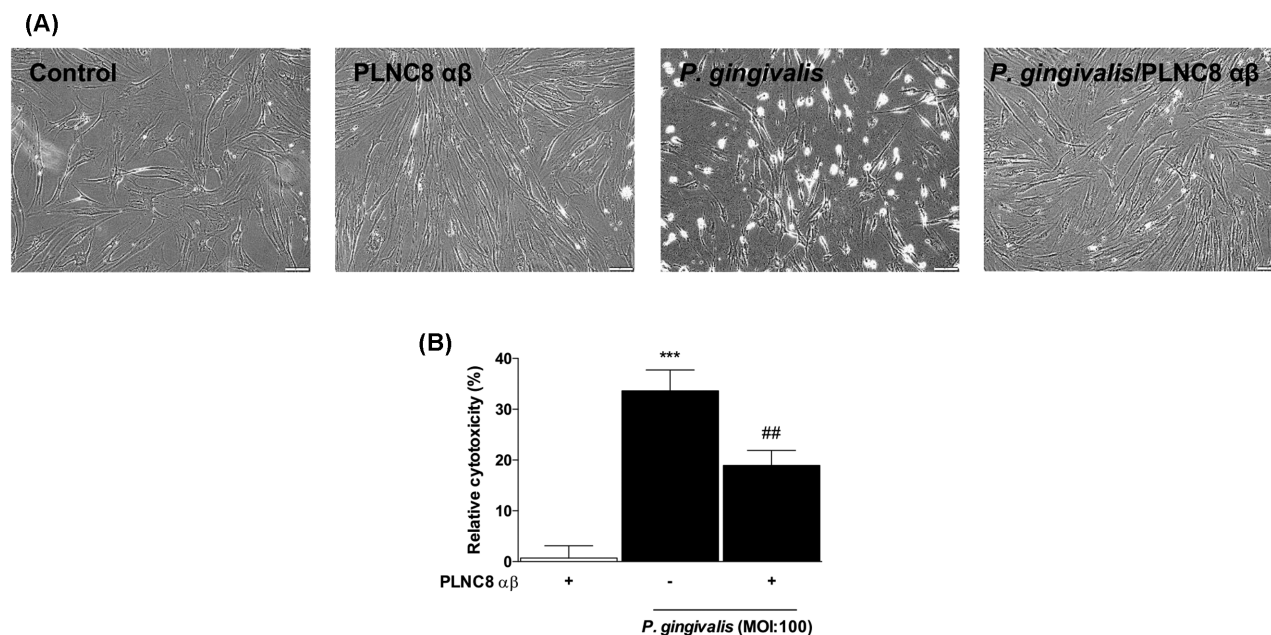 (A)
Control
PLNC8 αβ
P. gingivalis
P. gingivalis/PLNC8 αβ
(B)
Relative cytotoxicity (%)
40
30
20
10
0
***
##
PLNC8 αβ + - +
P. gingivalis (MOI:100)